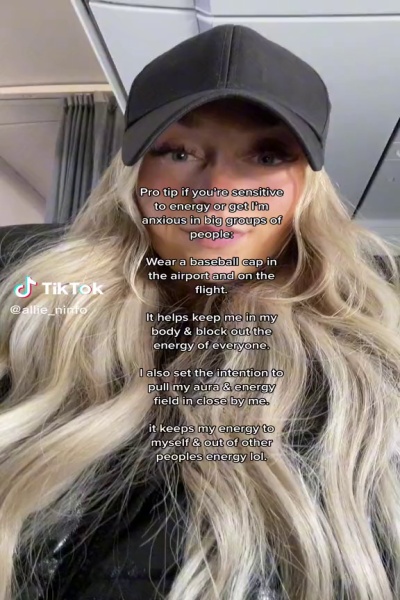 Pro tip if you're sensitive
to energy or get I'm
anxious in big groups of
people:
Wear a baseball cap in
the airport and on the
flight.
It helps keep me in my
body & block out the
energy of everyone.
I also set the intention to
pull my aura & energy
field in close by me.
it keeps my energy to
myself & out of other
peoples energy lol.
TikTok
@allie_ninfo